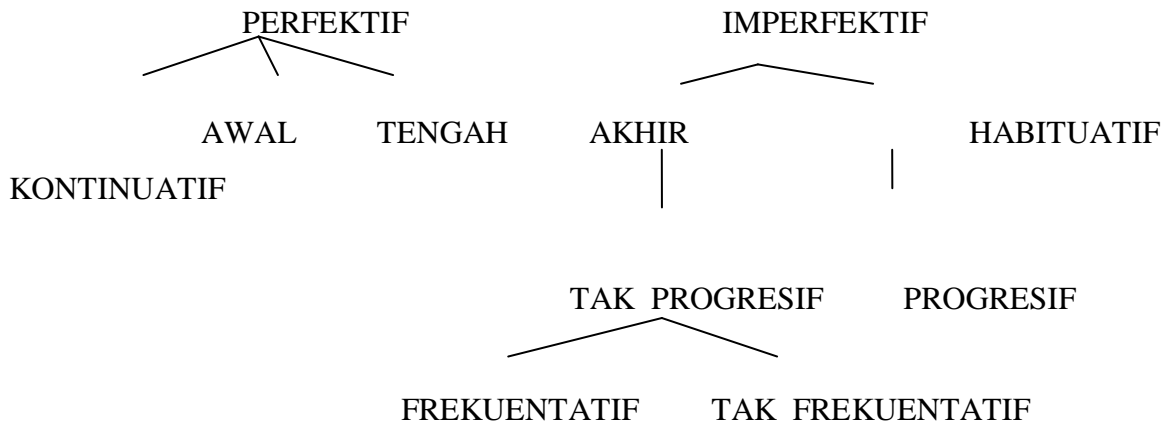 PERFEKTIF IMPERFEKTIF
AWAL TENGAH AKHIR HABITUATIF
KONTINUATIF
TAK PROGRESIF PROGRESIF
FREKUENTATIF TAK FREKUENTATIF